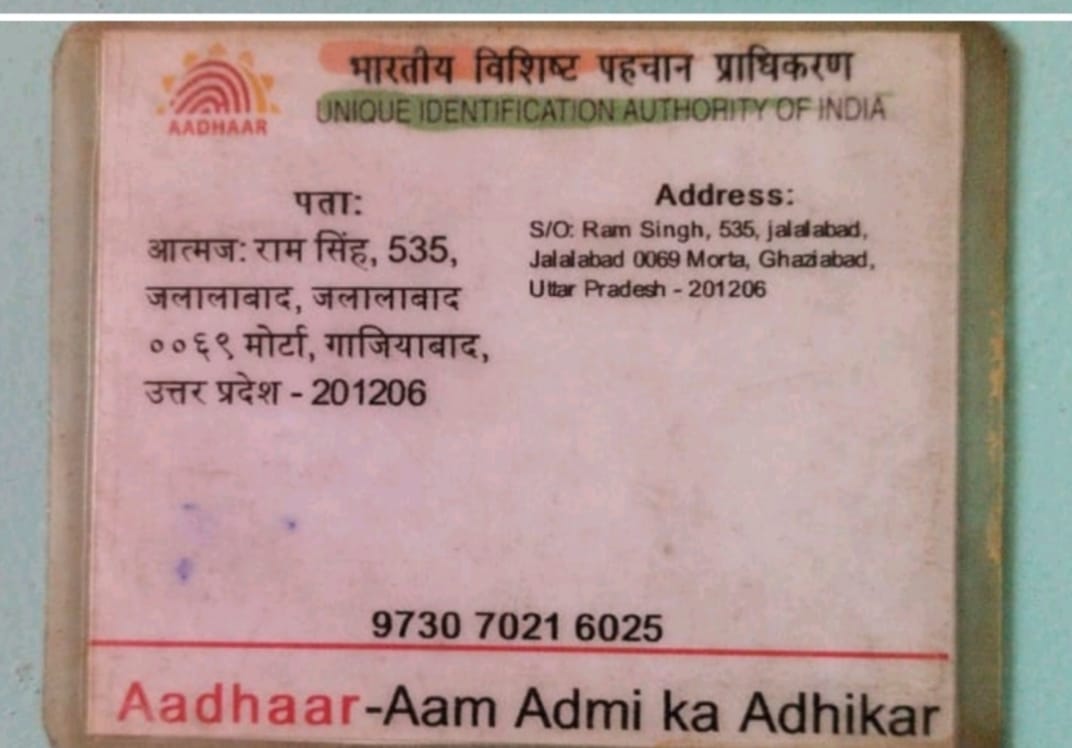 AADHAAR
भारतीय विशिष्ट पहचान प्राधिकरण
UNIQUE IDENTIFICATION AUTHORITY OF INDIA
पता:
आत्मज: राम सिंह, 535,
जलालाबाद, जलालाबाद
००६९ मोर्टा, गाजियाबाद,
उत्तर प्रदेश - 201206
Address:
S/O: Ram Singh, 535, jalalabad,
Jalalabad 0069 Morta, Ghaziabad,
Uttar Pradesh - 201206
9730 7021 6025
Aadhaar-Aam Admi ka Adhikar